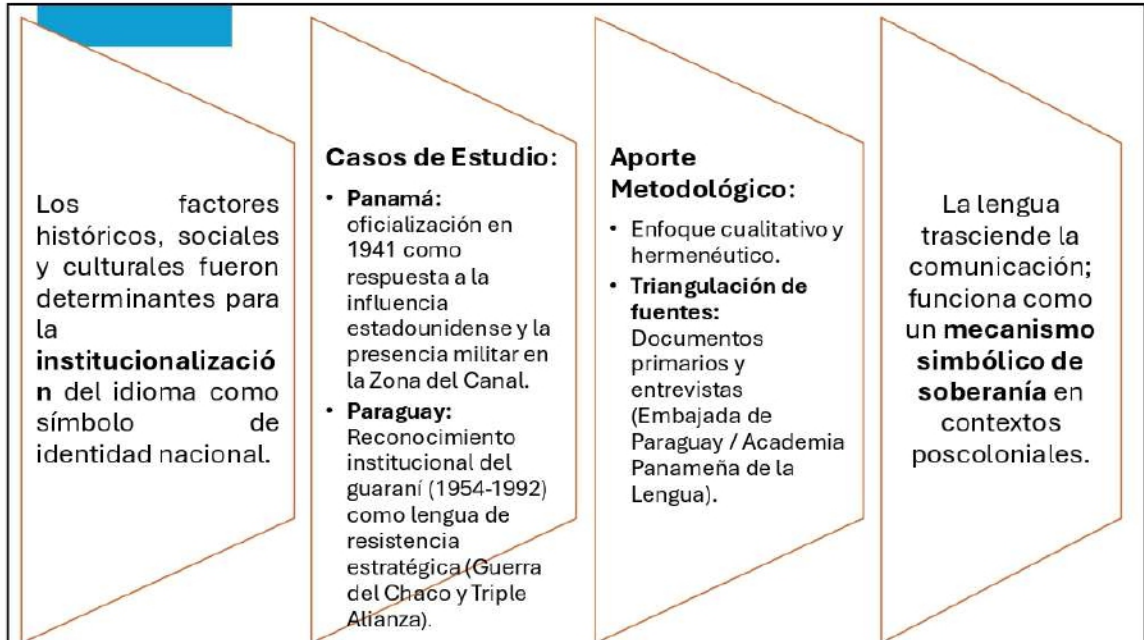 Los factores
históricos, sociales
y culturales fueron
determinantes para
la
institucionalizació
n del idioma como
símbolo de
identidad nacional.
Casos de Estudio:
• Panamá:
oficialización en
1941 como
respuesta a la
influencia
estadounidense y la
presencia militar en
la Zona del Canal.
• Paraguay:
Reconocimiento
institucional del
guaraní (1954-1992)
como lengua de
resistencia
estratégica (Guerra
del Chaco y Triple
Alianza).
Aporte
Metodológico:
• Enfoque cualitativo y
hermenéutico.
• Triangulación de
fuentes:
Documentos
primarios y
entrevistas
(Embajada de
Paraguay / Academia
Panameña de la
Lengua).
La lengua
trasciende la
comunicación;
funciona como
un mecanismo
simbólico de
soberanía en
contextos
poscoloniales.